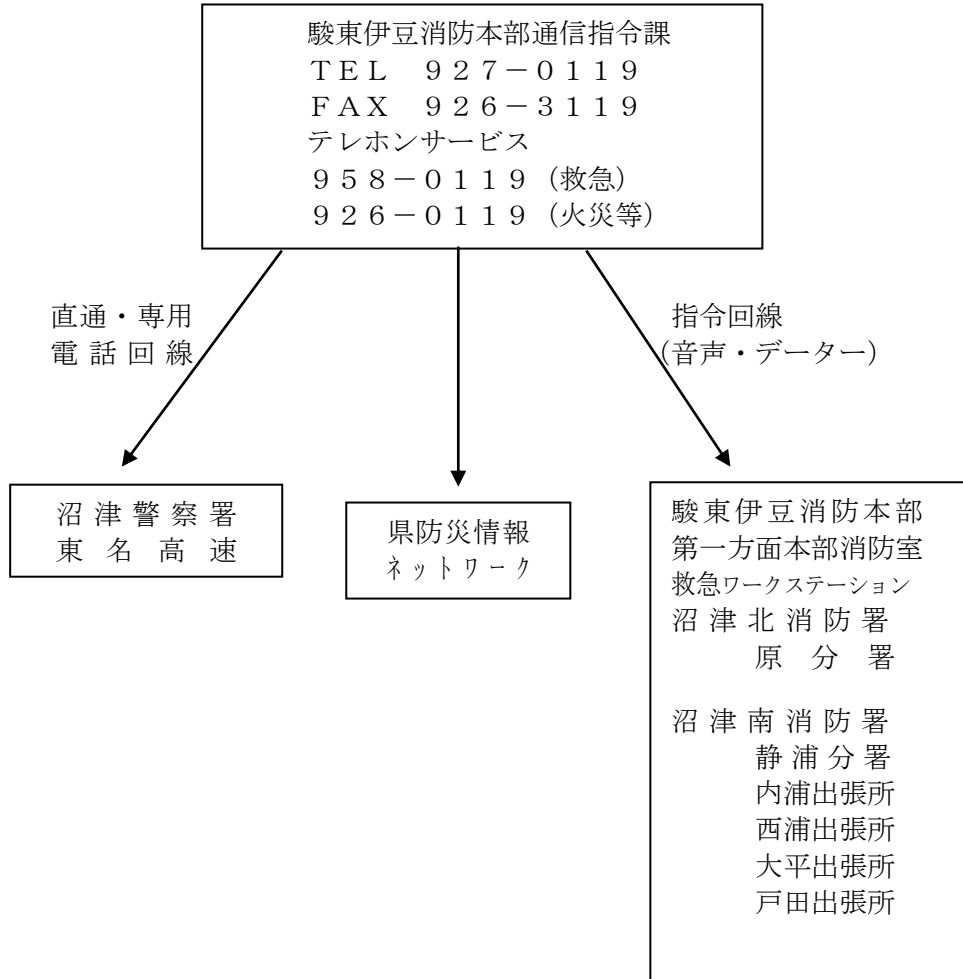 駿東伊豆消防本部通信指令課
ＴＥＬ　９２７－０１１９
ＦＡＸ　９２６－３１１９
テレホンサービス
９５８－０１１９（救急）
９２６－０１１９（火災等）
直通・専用
電 話 回 線
指令回線
（音声・データー）
沼 津 警 察 署
東 名 高 速
県防災情報
ネットワーク
駿東伊豆消防本部
第一方面本部消防室
救急ワークステーション
沼 津 北 消 防 署
原 分 署
沼 津 南 消 防 署
静 浦 分 署
内浦出張所
西浦出張所
大平出張所
戸田出張所